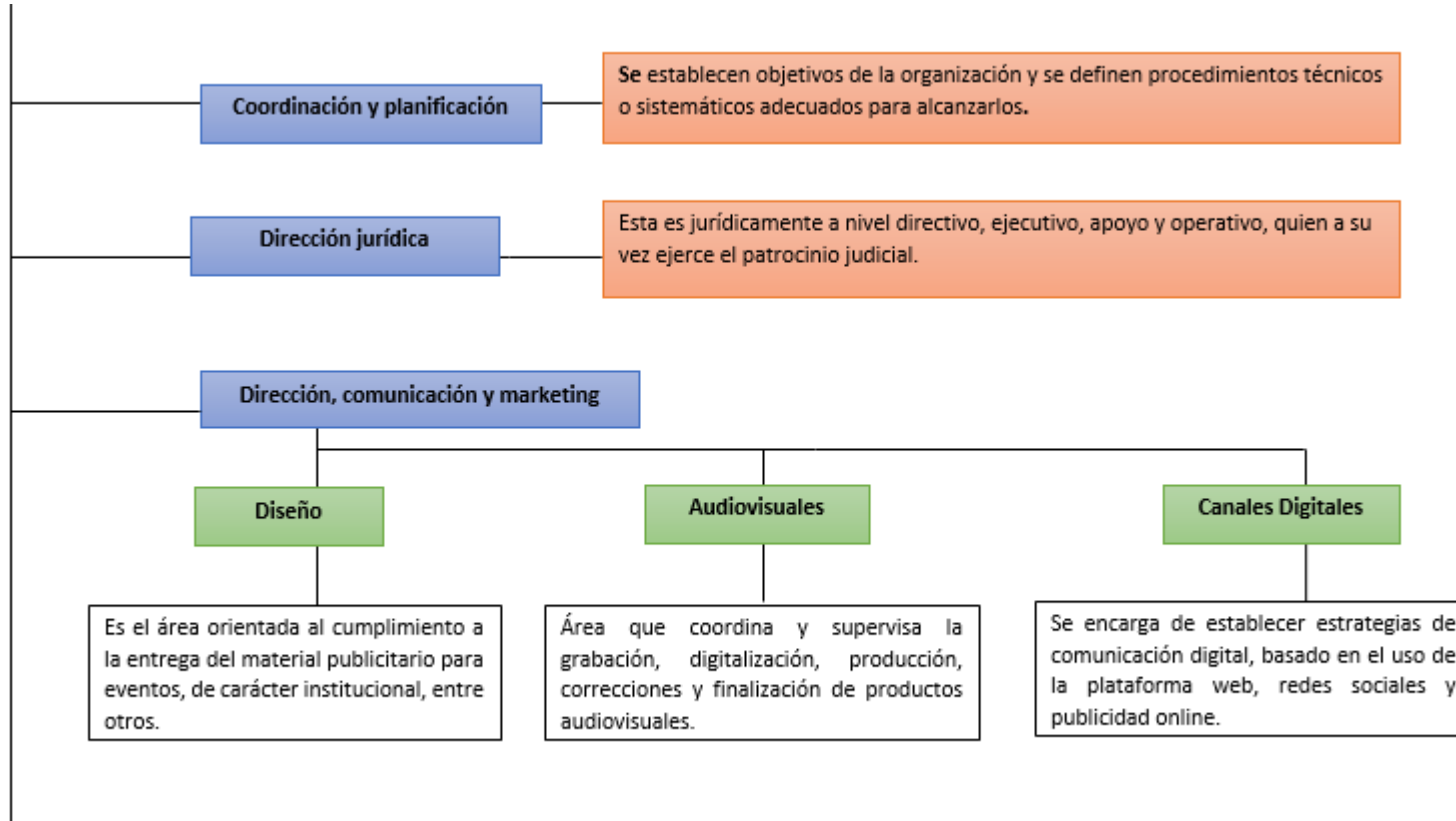 Coordinación y planificación
Se establecen objetivos de la organización y se definen procedimientos técnicos
o sistemáticos adecuados para alcanzarlos.
Dirección jurídica
Esta es jurídicamente a nivel directivo, ejecutivo, apoyo y operativo, quien a su
vez ejerce el patrocinio judicial.
Dirección, comunicación y marketing
Diseño
Es el área orientada al cumplimiento a
la entrega del material publicitario para
eventos, de carácter institucional, entre
otros.
Audiovisuales
Área que coordina y supervisa la
grabación, digitalización, producción,
correcciones y finalización de productos
audiovisuales.
Canales Digitales
Se encarga de establecer estrategias de
comunicación digital, basado en el uso de
la plataforma web, redes sociales y
publicidad online.